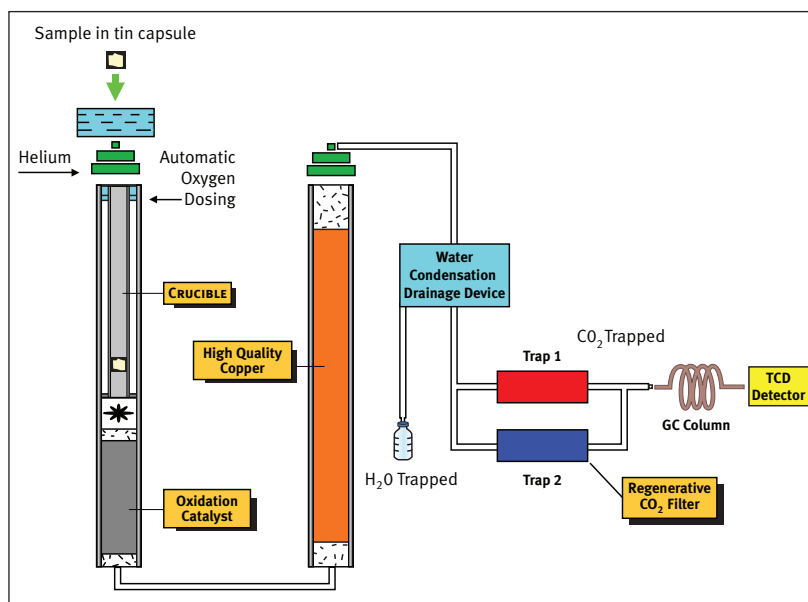 Sample in tin capsule
Helium
Automatic
Oxygen
Dosing
CRUCIBLE
High Quality
Copper
Oxidation
Catalyst
Water
Condensation
Drainage Device
H₂O Trapped
Trap 1
Trap 2
CO₂ Trapped
GC Column
TCD
Detector
Regenerative
CO₂ Filter